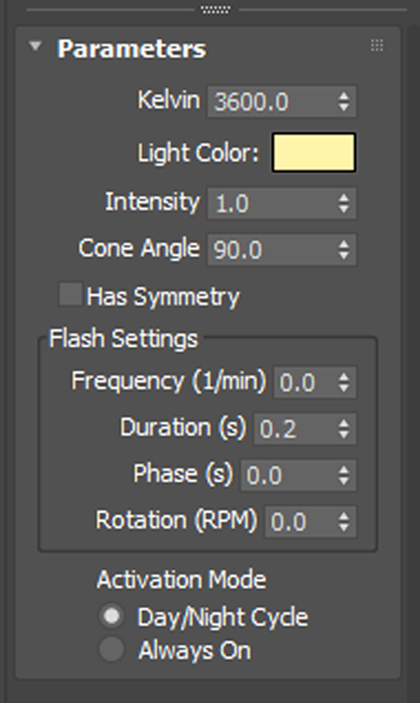 Parameters
Kelvin 3600.0
Light Color:
Intensity 1.0
Cone Angle 90.0
Has Symmetry
Flash Settings
Frequency (1/min) 0.0
Duration (s) 0.2
Phase (s) 0.0
Rotation (RPM) 0.0
Activation Mode
Day/Night Cycle
Always On